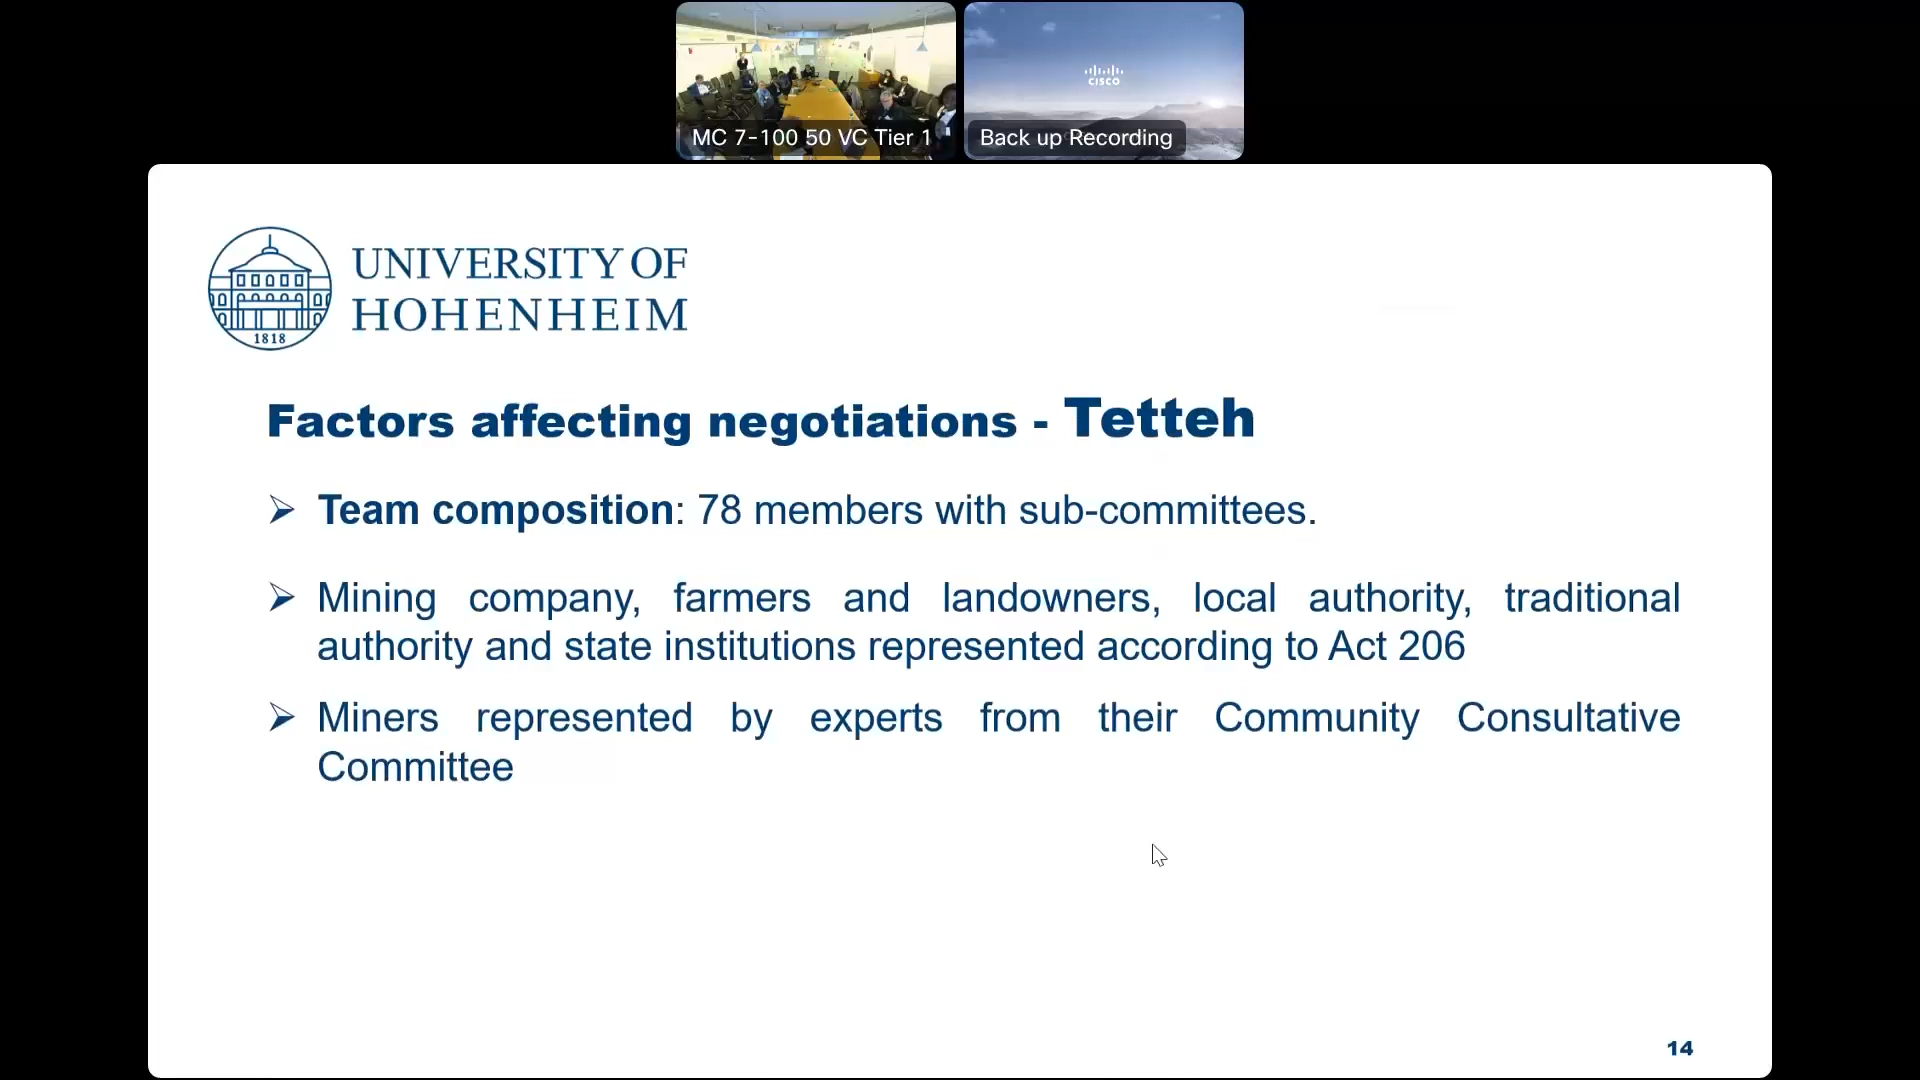 MC 7-100 50 VC Tier 1
CISCO
Back up Recording
UNIVERSITY OF
HOHENHEIM
1818
Factors affecting negotiations - Tetteh
➢ Team composition: 78 members with sub-committees.
➢ Mining company, farmers and landowners, local authority, traditional
authority and state institutions represented according to Act 206
➢ Miners represented by experts from their Community Consultative
Committee
14